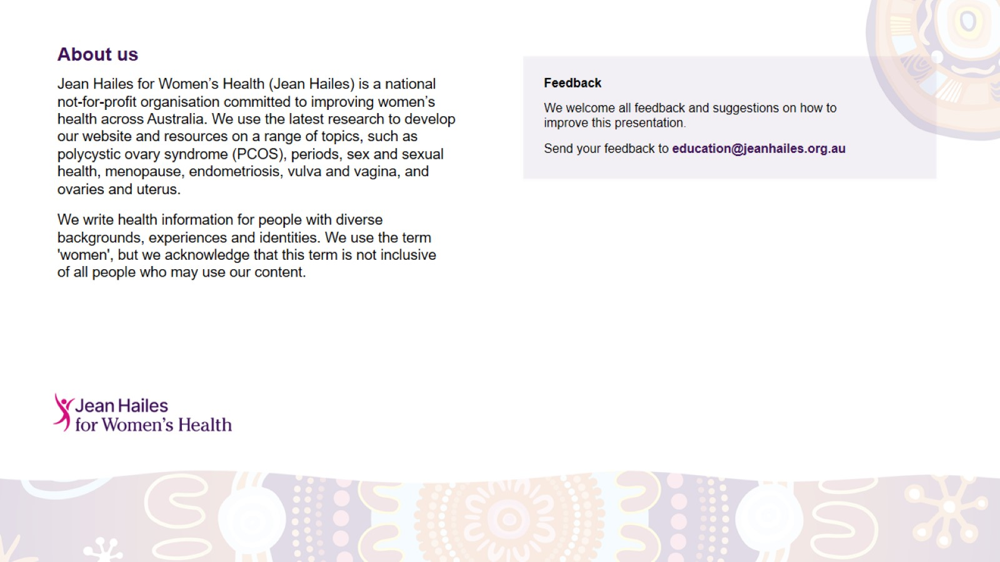 About us
Jean Hailes for Women’s Health (Jean Hailes) is a national
not-for-profit organisation committed to improving women’s
health across Australia. We use the latest research to develop
our website and resources on a range of topics, such as
polycystic ovary syndrome (PCOS), periods, sex and sexual
health, menopause, endometriosis, vulva and vagina, and
ovaries and uterus.
We write health information for people with diverse
backgrounds, experiences and identities. We use the term
'women', but we acknowledge that this term is not inclusive
of all people who may use our content.
Feedback
We welcome all feedback and suggestions on how to
improve this presentation.
Send your feedback to education@jeanhailes.org.au
Jean Hailes
for Women’s Health